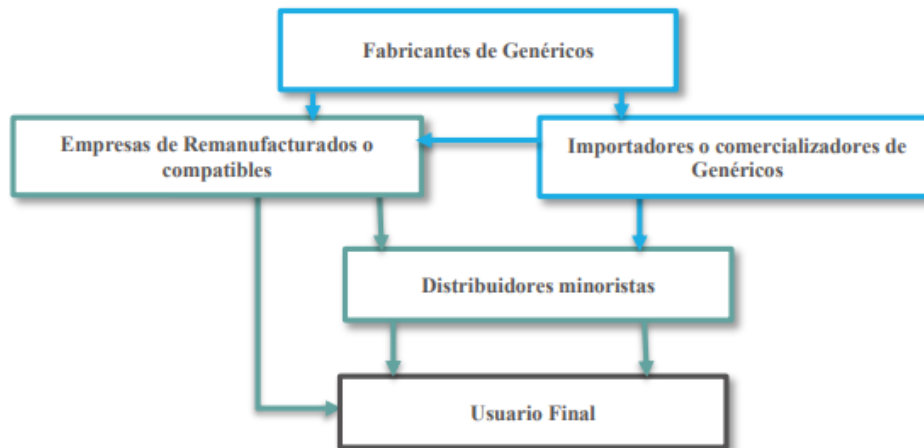 Fabricantes de Genéricos
Empresas de Remanufacturados o
compatibles
Importadores o comercializadores de
Genéricos
Distribuidores minoristas
Usuario Final